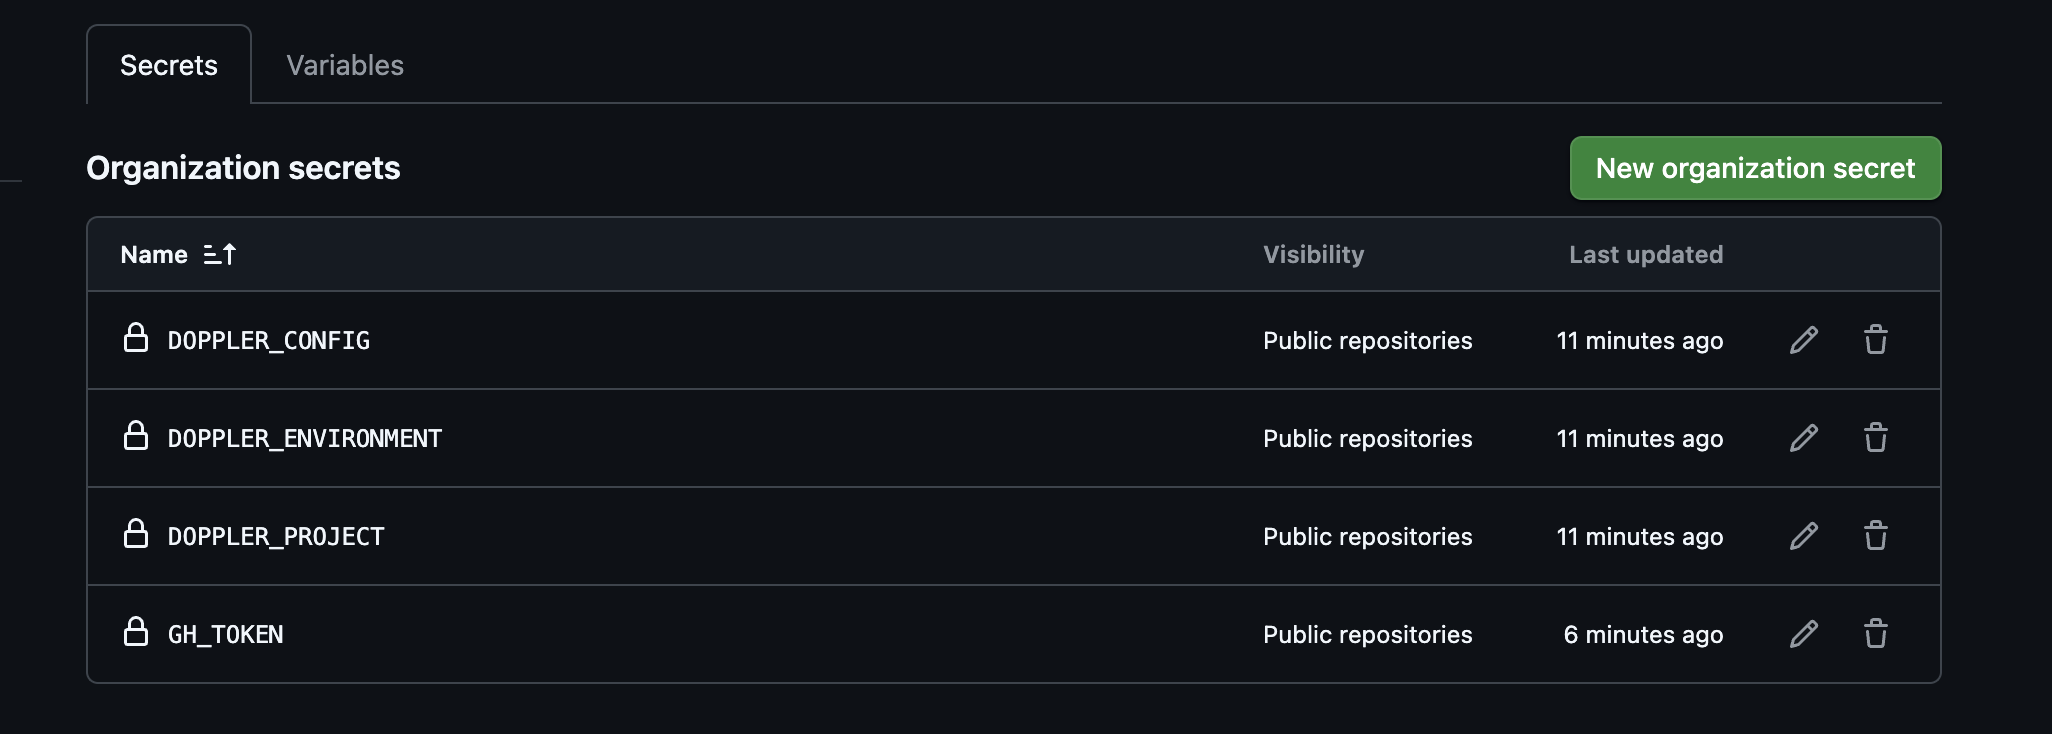 Secrets Variables
Organization secrets New organization secret
Name Visibility Last updated
DOPPLER_CONFIG Public repositories 11 minutes ago
DOPPLER_ENVIRONMENT Public repositories 11 minutes ago
DOPPLER_PROJECT Public repositories 11 minutes ago
GH_TOKEN Public repositories 6 minutes ago